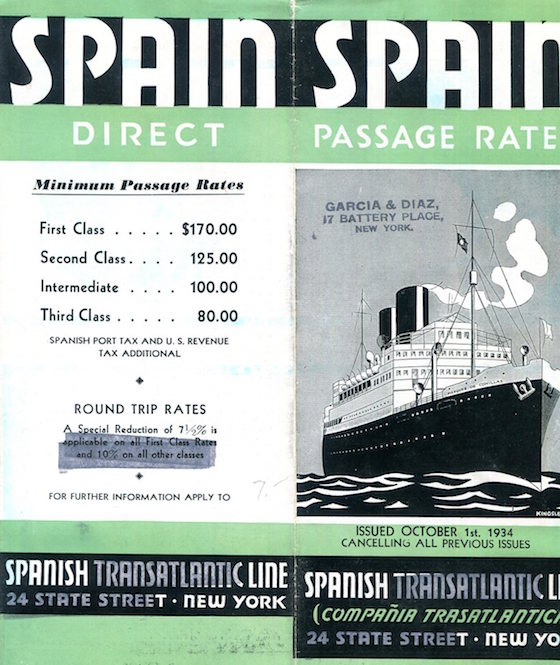 SPAIN
DIRECT
Minimum Passage Rates
First Class . . . . . $170.00
Second Class . . . . 125.00
Intermediate . . . . 100.00
Third Class . . . . . 80.00
SPANISH PORT TAX AND U. S. REVENUE
TAX ADDITIONAL
ROUND TRIP RATES
A Special Reduction of 7½% is
applicable on all First Class Rates
and 10% on all other classes
FOR FURTHER INFORMATION APPLY TO
7.-
SPANISH TRANSATLANTIC LINE
24 STATE STREET • NEW YORK
SPAIN
PASSAGE RATE
GARCIA & DIAZ,
17 BATTERY PLACE,
NEW YORK.
KINGSLE
ISSUED OCTOBER 1st, 1934
CANCELLING ALL PREVIOUS ISSUES
SPANISH TRANSATLANTIC LI
(COMPAÑIA TRASATLANTIC
24 STATE STREET • NEW YO